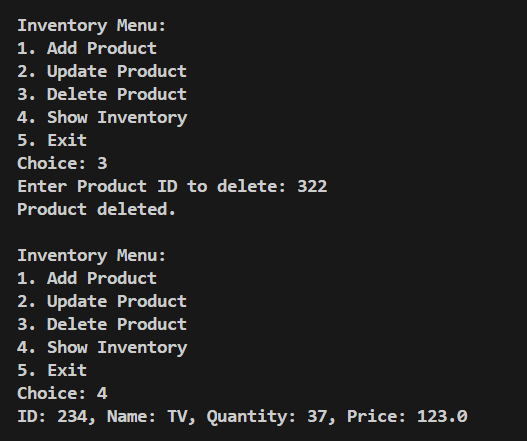 Inventory Menu:
1. Add Product
2. Update Product
3. Delete Product
4. Show Inventory
5. Exit
Choice: 3
Enter Product ID to delete: 322
Product deleted.

Inventory Menu:
1. Add Product
2. Update Product
3. Delete Product
4. Show Inventory
5. Exit
Choice: 4
ID: 234, Name: TV, Quantity: 37, Price: 123.0